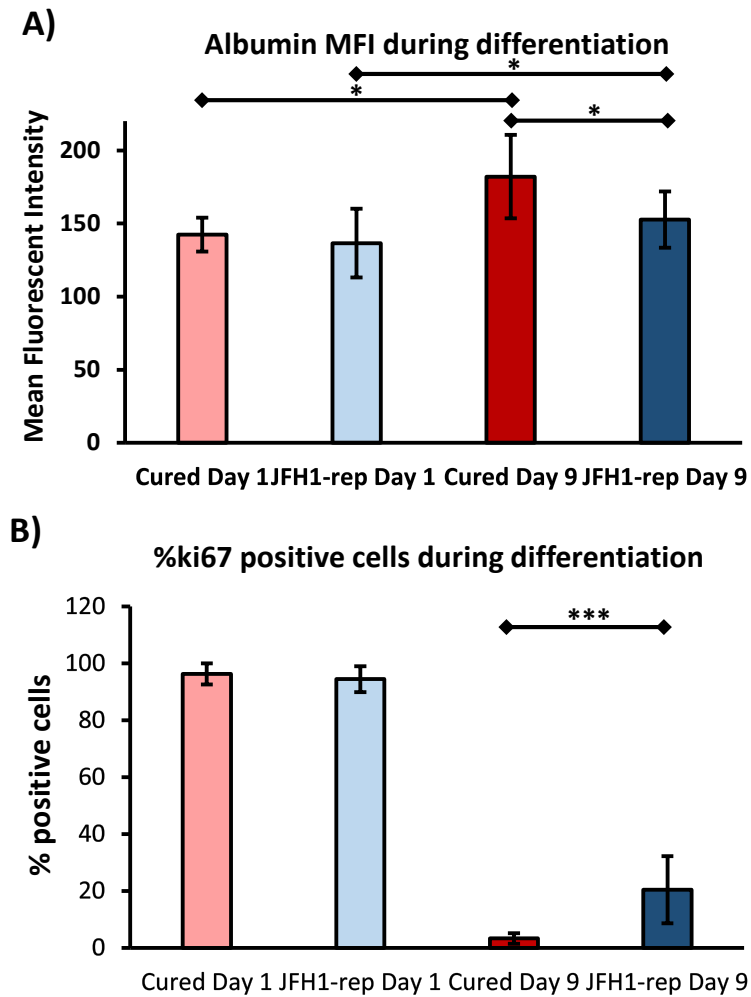 A)
Albumin MFI during differentiation
*
*
*
Mean Fluorescent Intensity
200
150
100
50
0
Cured Day 1JFH1-rep Day 1 Cured Day 9 JFH1-rep Day 9
B)
%ki67 positive cells during differentiation
***
% positive cells
120
100
80
60
40
20
0
Cured Day 1 JFH1-rep Day 1 Cured Day 9 JFH1-rep Day 9